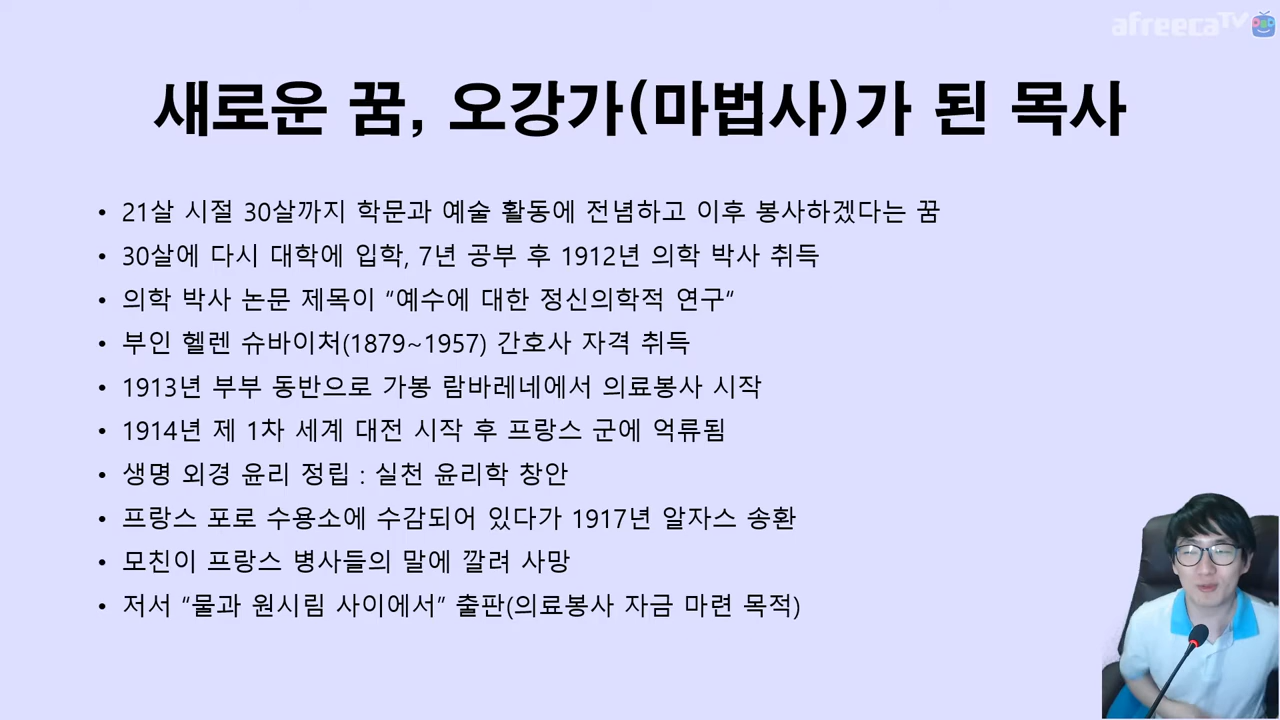 afreecaTV
새로운 꿈, 오강가(마법사)가 된 목사
• 21살 시절 30살까지 학문과 예술 활동에 전념하고 이후 봉사하겠다는 꿈
• 30살에 다시 대학에 입학, 7년 공부 후 1912년 의학 박사 취득
• 의학 박사 논문 제목이 “예수에 대한 정신의학적 연구“
• 부인 헬렌 슈바이처(1879~1957) 간호사 자격 취득
• 1913년 부부 동반으로 가봉 람바레네에서 의료봉사 시작
• 1914년 제 1차 세계 대전 시작 후 프랑스 군에 억류됨
• 생명 외경 윤리 정립 : 실천 윤리학 창안
• 프랑스 포로 수용소에 수감되어 있다가 1917년 알자스 송환
• 모친이 프랑스 병사들의 말에 깔려 사망
• 저서 “물과 원시림 사이에서” 출판(의료봉사 자금 마련 목적)